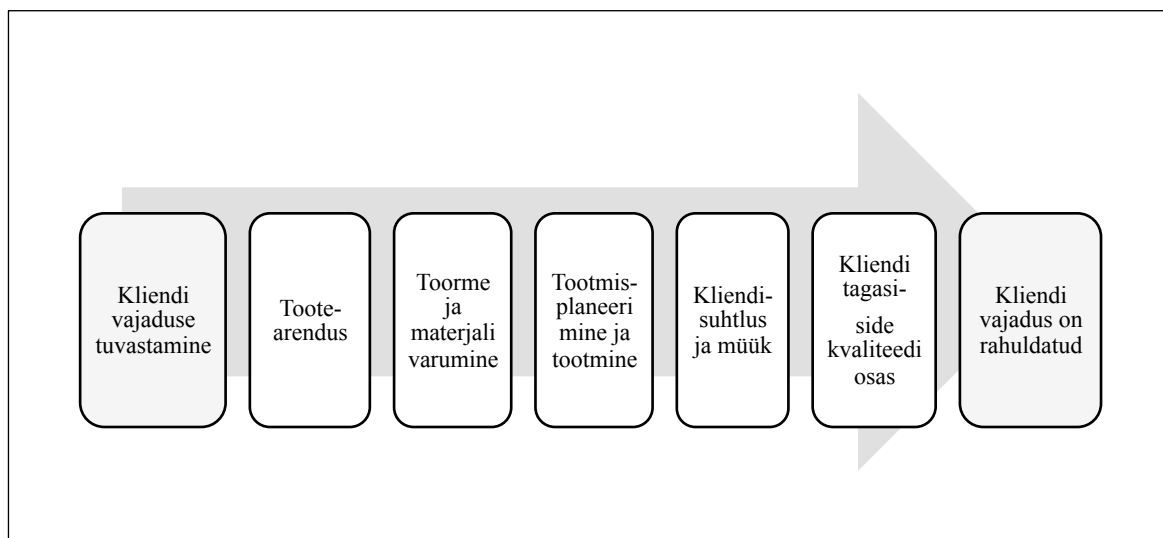 Kliendi
vajaduse
tuvastamine
Toote-
arendus
Toorme
ja
materjali
varumine
Tootmis-
planeeri
mine ja
tootmine
Kliendi-
suhtlus
ja müük
Kliendi
tagasi-
side
kvaliteedi
osas
Kliendi
vajadus on
rahuldatud